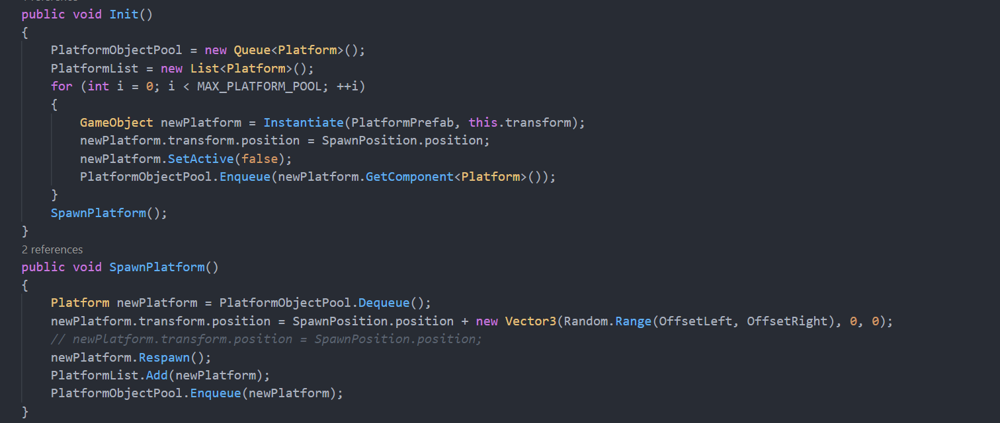 public void Init()
{
    PlatformObjectPool = new Queue<Platform>();
    PlatformList = new List<Platform>();
    for (int i = 0; i < MAX_PLATFORM_POOL; ++i)
    {
        GameObject newPlatform = Instantiate(PlatformPrefab, this.transform);
        newPlatform.transform.position = SpawnPosition.position;
        newPlatform.SetActive(false);
        PlatformObjectPool.Enqueue(newPlatform.GetComponent<Platform>());
    }
    SpawnPlatform();
}
2 references
public void SpawnPlatform()
{
    Platform newPlatform = PlatformObjectPool.Dequeue();
    newPlatform.transform.position = SpawnPosition.position + new Vector3(Random.Range(OffsetLeft, OffsetRight), 0, 0);
    // newPlatform.transform.position = SpawnPosition.position;
    newPlatform.Respawn();
    PlatformList.Add(newPlatform);
    PlatformObjectPool.Enqueue(newPlatform);
}